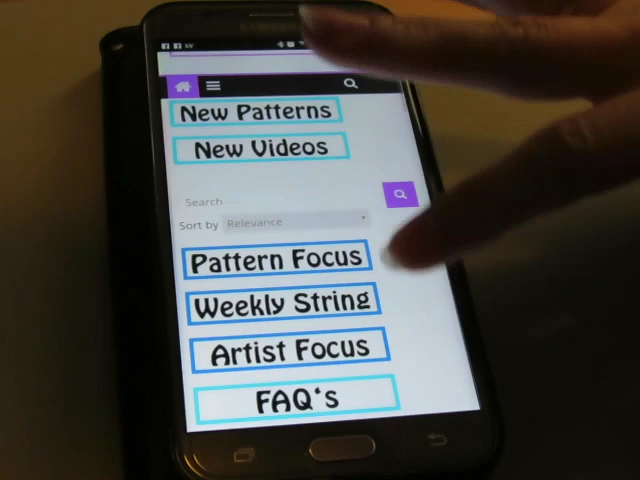 New Patterns
New Videos
Search
Sort by Relevance
Pattern Focus
Weekly String
Artist Focus
FAQ's